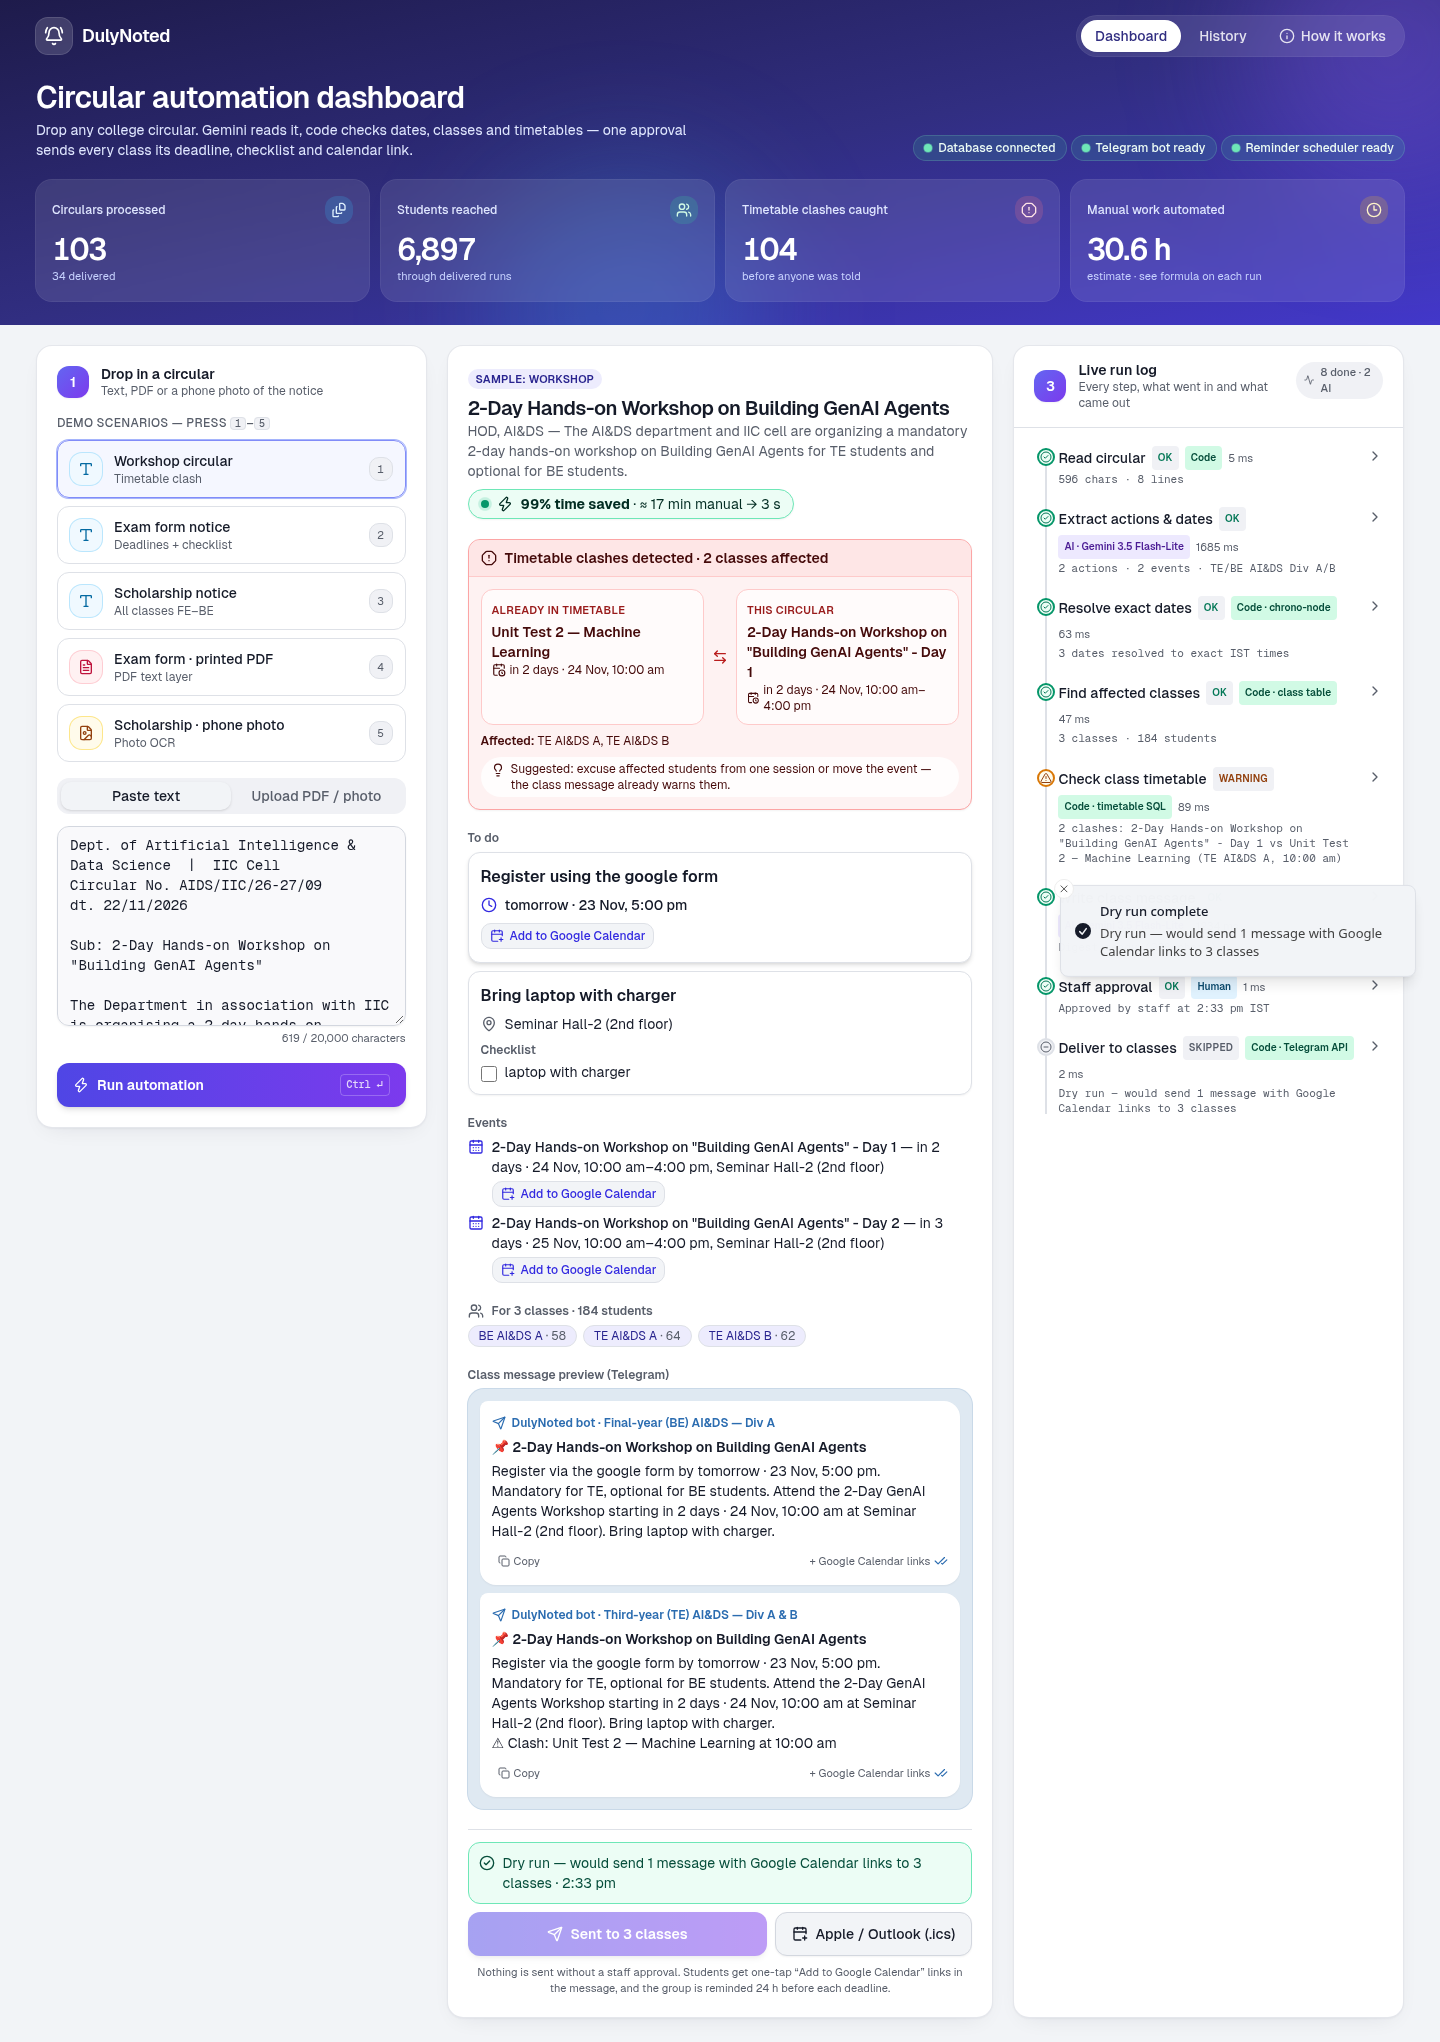 DulyNoted
Dashboard
History
How it works
Circular automation dashboard
Drop any college circular. Gemini reads it, code checks dates, classes and timetables — one approval
sends every class its deadline, checklist and calendar link.
Database connected
Telegram bot ready
Reminder scheduler ready
Circulars processed
103
34 delivered
Students reached
6,897
through delivered runs
Timetable clashes caught
104
before anyone was told
Manual work automated
30.6 h
estimate · see formula on each run
1
Drop in a circular
Text, PDF or a phone photo of the notice
DEMO SCENARIOS — PRESS 1–5
Workshop circular
Timetable clash
1
Exam form notice
Deadlines + checklist
2
Scholarship notice
All classes FE–BE
3
Exam form · printed PDF
PDF text layer
4
Scholarship · phone photo
Photo OCR
5
Paste text
Upload PDF / photo
Dept. of Artificial Intelligence &
Data Science  |  IIC Cell
Circular No. AIDS/IIC/26-27/09
dt. 22/11/2026
Sub: 2-Day Hands-on Workshop on
"Building GenAI Agents"
The Department in association with IIC
is organising a 2-day hands-on
619 / 20,000 characters
Run automation
Ctrl ↵
SAMPLE: WORKSHOP
2-Day Hands-on Workshop on Building GenAI Agents
HOD, AI&DS — The AI&DS department and IIC cell are organizing a mandatory
2-day hands-on workshop on Building GenAI Agents for TE students and
optional for BE students.
99% time saved · ≈ 17 min manual → 3 s
Timetable clashes detected · 2 classes affected
ALREADY IN TIMETABLE
Unit Test 2 — Machine
Learning
in 2 days · 24 Nov, 10:00 am
THIS CIRCULAR
2-Day Hands-on Workshop on
"Building GenAI Agents" - Day
1
in 2 days · 24 Nov, 10:00 am–
4:00 pm
Affected: TE AI&DS A, TE AI&DS B
Suggested: excuse affected students from one session or move the event —
the class message already warns them.
To do
Register using the google form
tomorrow · 23 Nov, 5:00 pm
Add to Google Calendar
Bring laptop with charger
Seminar Hall-2 (2nd floor)
Checklist
laptop with charger
Events
2-Day Hands-on Workshop on "Building GenAI Agents" - Day 1 — in 2
days · 24 Nov, 10:00 am–4:00 pm, Seminar Hall-2 (2nd floor)
Add to Google Calendar
2-Day Hands-on Workshop on "Building GenAI Agents" - Day 2 — in 3
days · 25 Nov, 10:00 am–4:00 pm, Seminar Hall-2 (2nd floor)
Add to Google Calendar
For 3 classes · 184 students
BE AI&DS A · 58
TE AI&DS A · 64
TE AI&DS B · 62
Class message preview (Telegram)
DulyNoted bot · Final-year (BE) AI&DS — Div A
📌 2-Day Hands-on Workshop on Building GenAI Agents
Register via the google form by tomorrow · 23 Nov, 5:00 pm.
Mandatory for TE, optional for BE students. Attend the 2-Day GenAI
Agents Workshop starting in 2 days · 24 Nov, 10:00 am at Seminar
Hall-2 (2nd floor). Bring laptop with charger.
Copy
+ Google Calendar links
DulyNoted bot · Third-year (TE) AI&DS — Div A & B
📌 2-Day Hands-on Workshop on Building GenAI Agents
Register via the google form by tomorrow · 23 Nov, 5:00 pm.
Mandatory for TE, optional for BE students. Attend the 2-Day GenAI
Agents Workshop starting in 2 days · 24 Nov, 10:00 am at Seminar
Hall-2 (2nd floor). Bring laptop with charger.
⚠ Clash: Unit Test 2 — Machine Learning at 10:00 am
Copy
+ Google Calendar links
Dry run — would send 1 message with Google Calendar links to 3
classes · 2:33 pm
Sent to 3 classes
Apple / Outlook (.ics)
Nothing is sent without a staff approval. Students get one-tap “Add to Google Calendar” links in
the message, and the group is reminded 24 h before each deadline.
3
Live run log
Every step, what went in and what
came out
8 done · 2
AI
Read circular OK Code 5 ms
596 chars · 8 lines
Extract actions & dates OK
AI · Gemini 3.5 Flash-Lite 1685 ms
2 actions · 2 events · TE/BE AI&DS Div A/B
Resolve exact dates OK Code · chrono-node
63 ms
3 dates resolved to exact IST times
Find affected classes OK Code · class table
47 ms
3 classes · 184 students
Check class timetable WARNING
Code · timetable SQL 89 ms
2 clashes: 2-Day Hands-on Workshop on
"Building GenAI Agents" - Day 1 vs Unit Test
2 — Machine Learning (TE AI&DS A, 10:00 am)
Dry run complete
Dry run — would send 1 message with Google
Calendar links to 3 classes
Staff approval OK Human 1 ms
Approved by staff at 2:33 pm IST
Deliver to classes SKIPPED Code · Telegram API
2 ms
Dry run — would send 1 message with Google
Calendar links to 3 classes